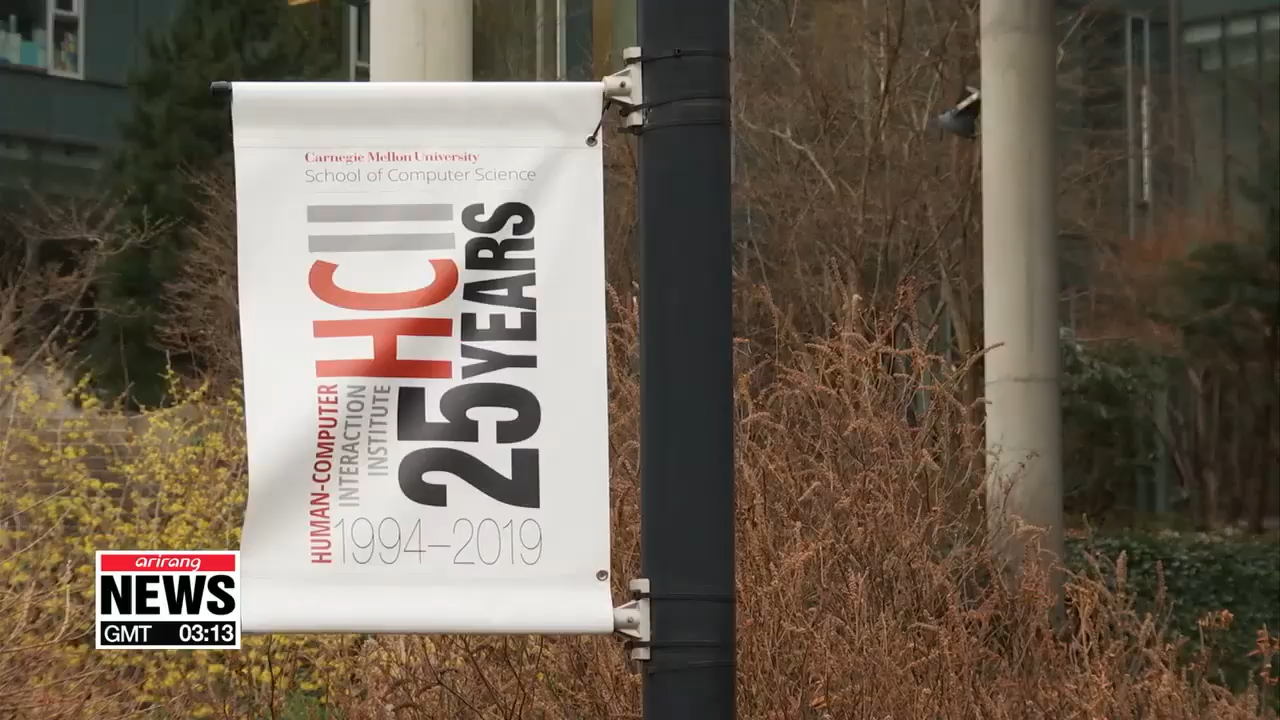 Carnegie Mellon University
School of Computer Science
HCII
25 YEARS
HUMAN-COMPUTER
INTERACTION
INSTITUTE
1994–2019
arirang
NEWS
GMT 03:13